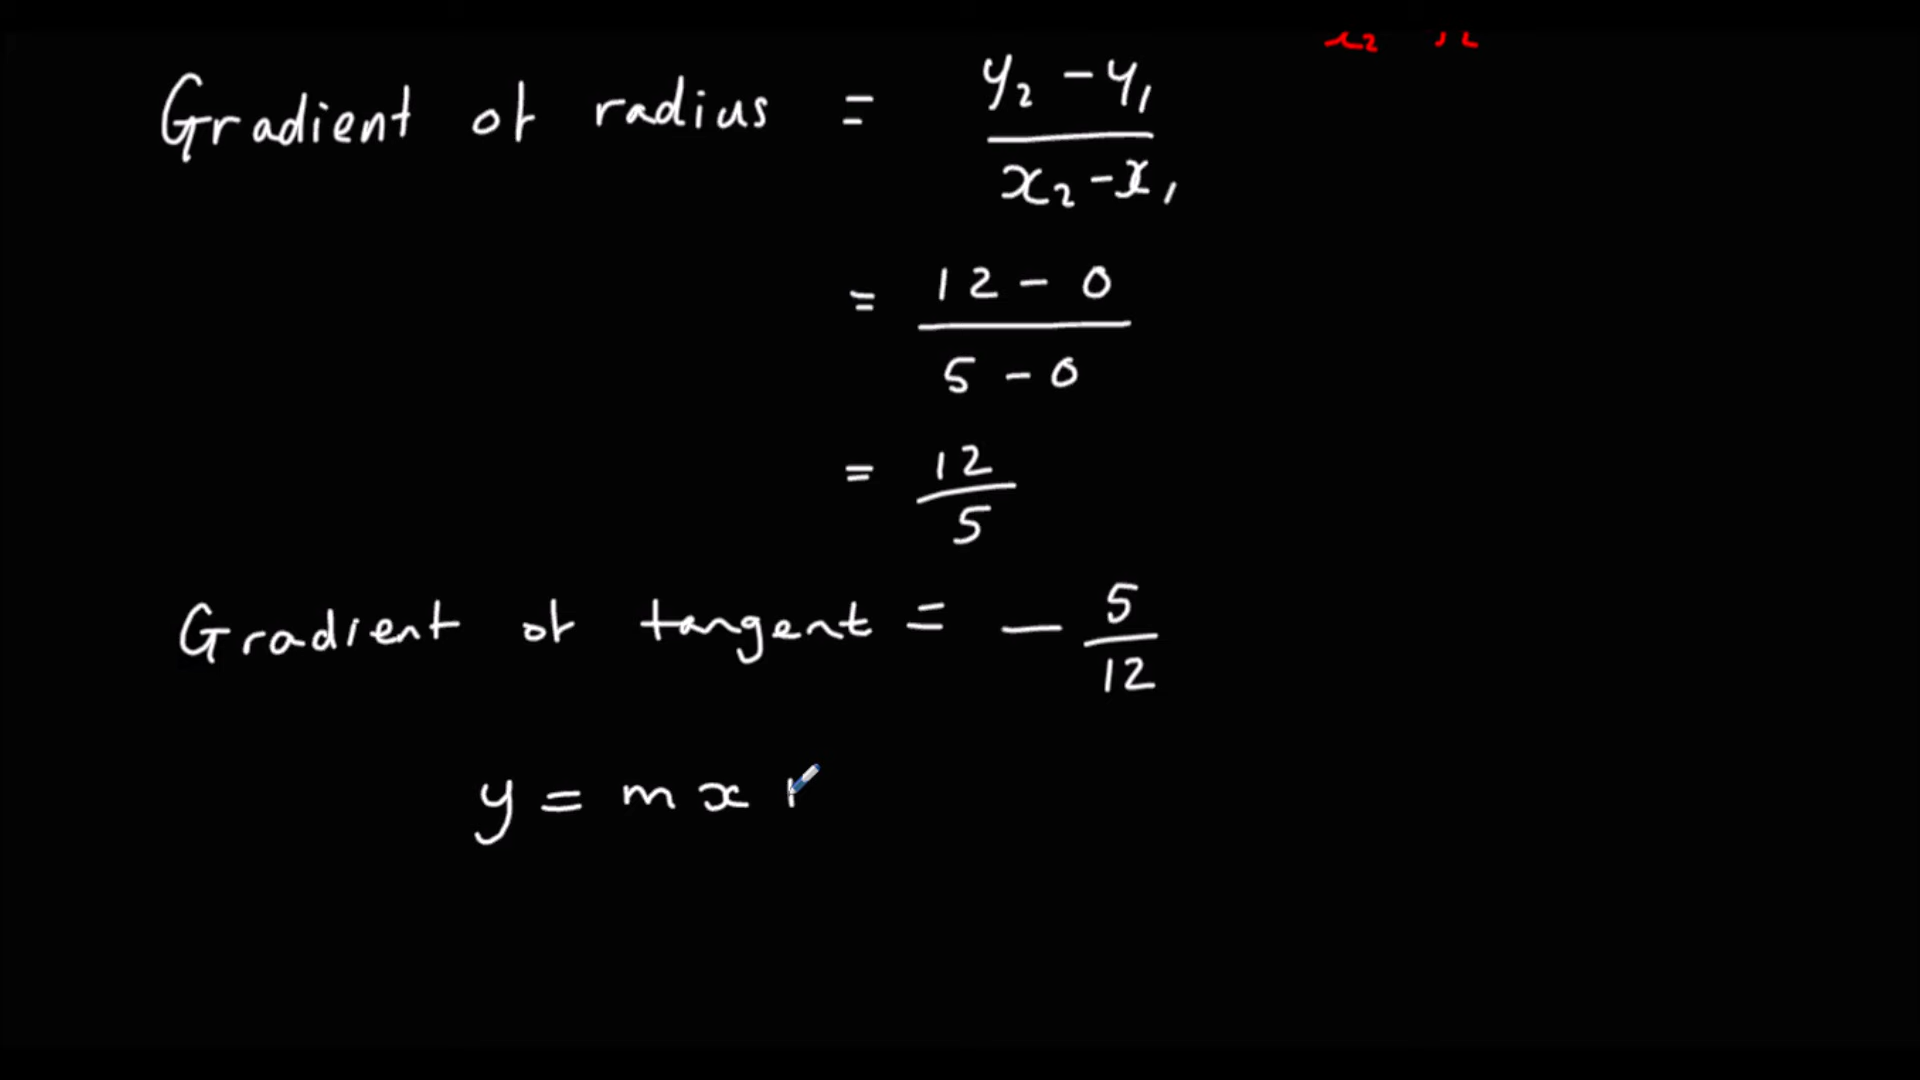 Gradient of radius = y₂ - y₁ / x₂ - x₁
= 12 - 0 / 5 - 0
= 12 / 5
Gradient of tangent = - 5 / 12
y = mx